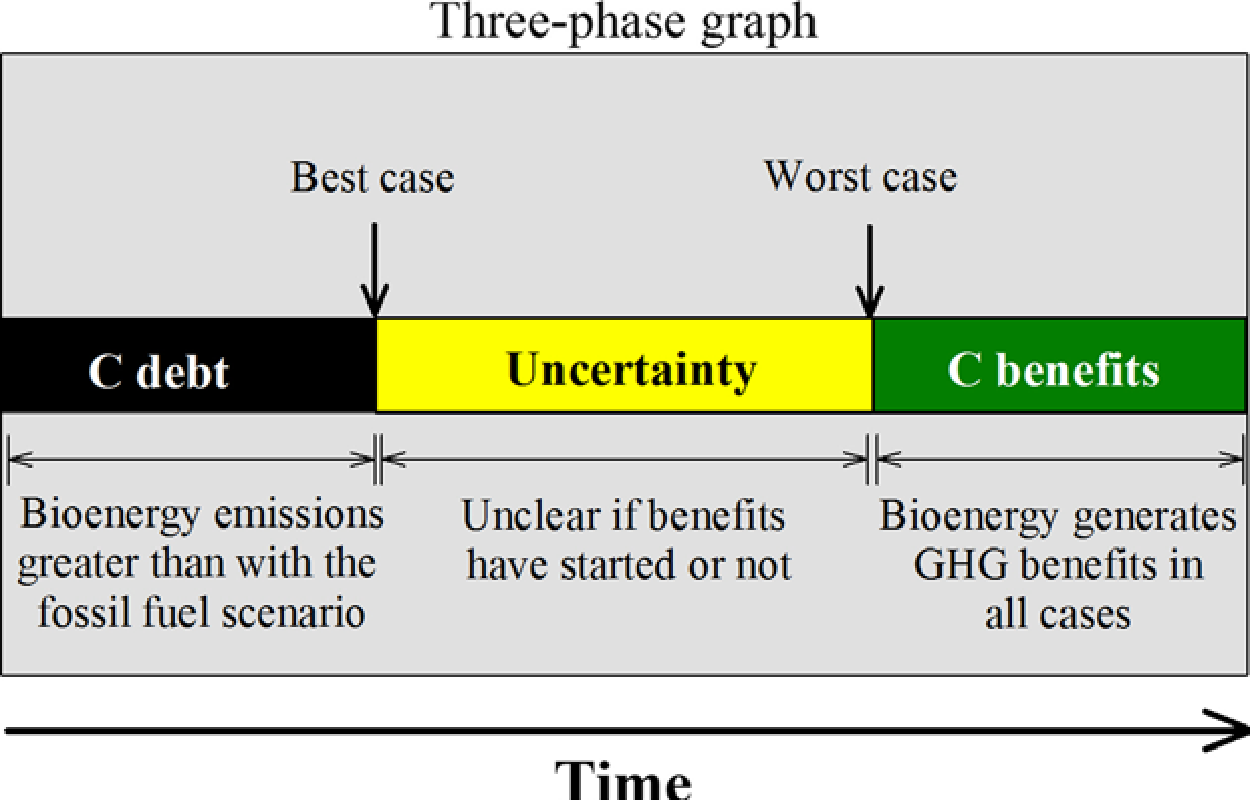 Three-phase graph
Best case
Worst case
C debt
Uncertainty
C benefits
Bioenergy emissions
greater than with the
fossil fuel scenario
Unclear if benefits
have started or not
Bioenergy generates
GHG benefits in
all cases
Time